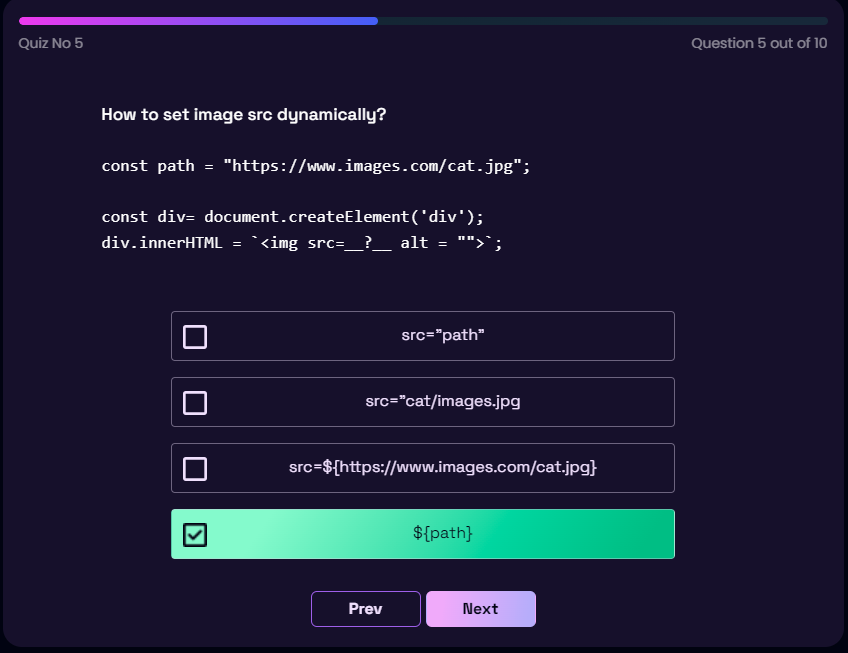 Quiz No 5
Question 5 out of 10
How to set image src dynamically?
const path = "https://www.images.com/cat.jpg";
const div= document.createElement('div');
div.innerHTML = `<img src=__?__ alt = "">`;
src=”path”
src=”cat/images.jpg
src=${https://www.images.com/cat.jpg}
${path}
Prev
Next